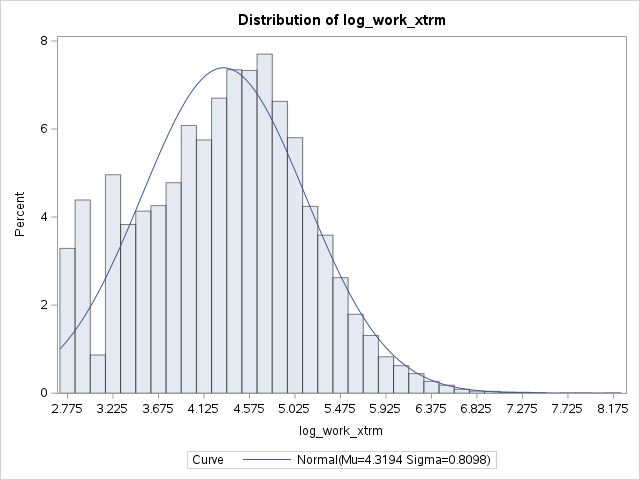 Distribution of log_work_xtrm
8
6
4
2
0
Percent
2.775 3.225 3.675 4.125 4.575 5.025 5.475 5.925 6.375 6.825 7.275 7.725 8.175
log_work_xtrm
Curve Normal(Mu=4.3194 Sigma=0.8098)